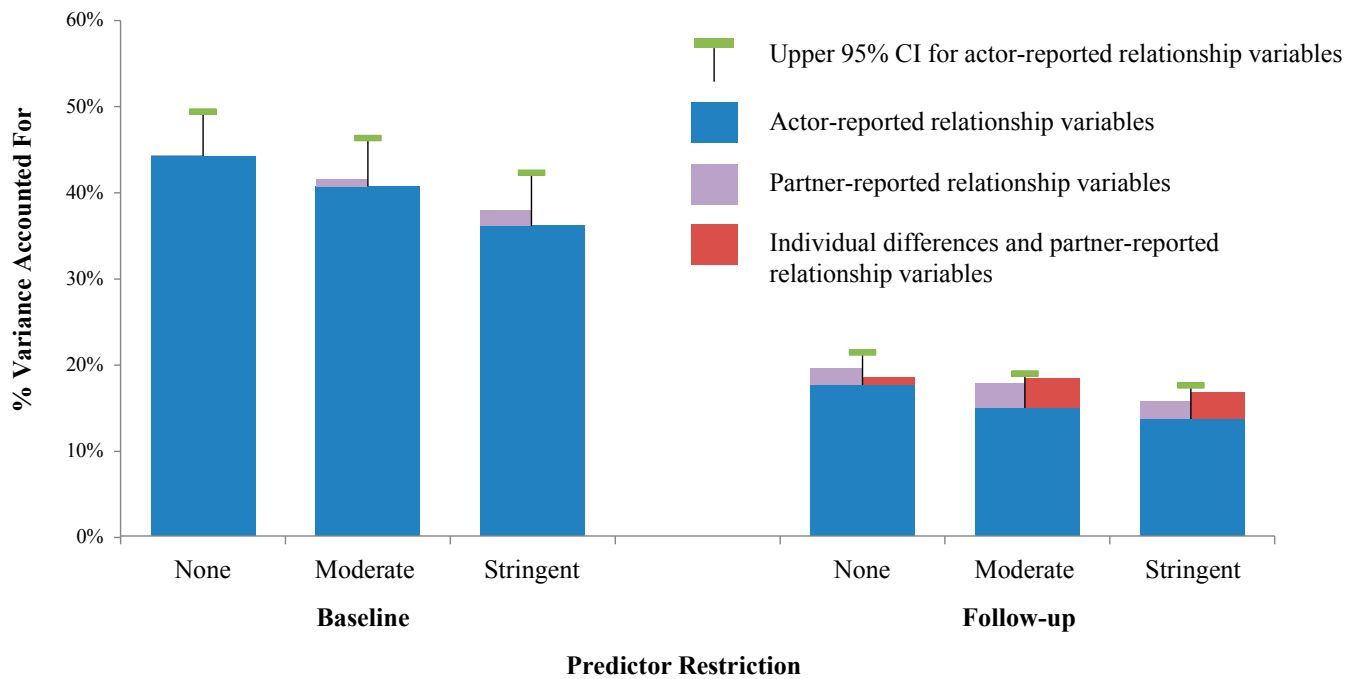 % Variance Accounted For
60%
50%
40%
30%
20%
10%
0%
Upper 95% CI for actor-reported relationship variables
Actor-reported relationship variables
Partner-reported relationship variables
Individual differences and partner-reported
relationship variables
None Moderate Stringent None Moderate Stringent
Baseline Follow-up
Predictor Restriction